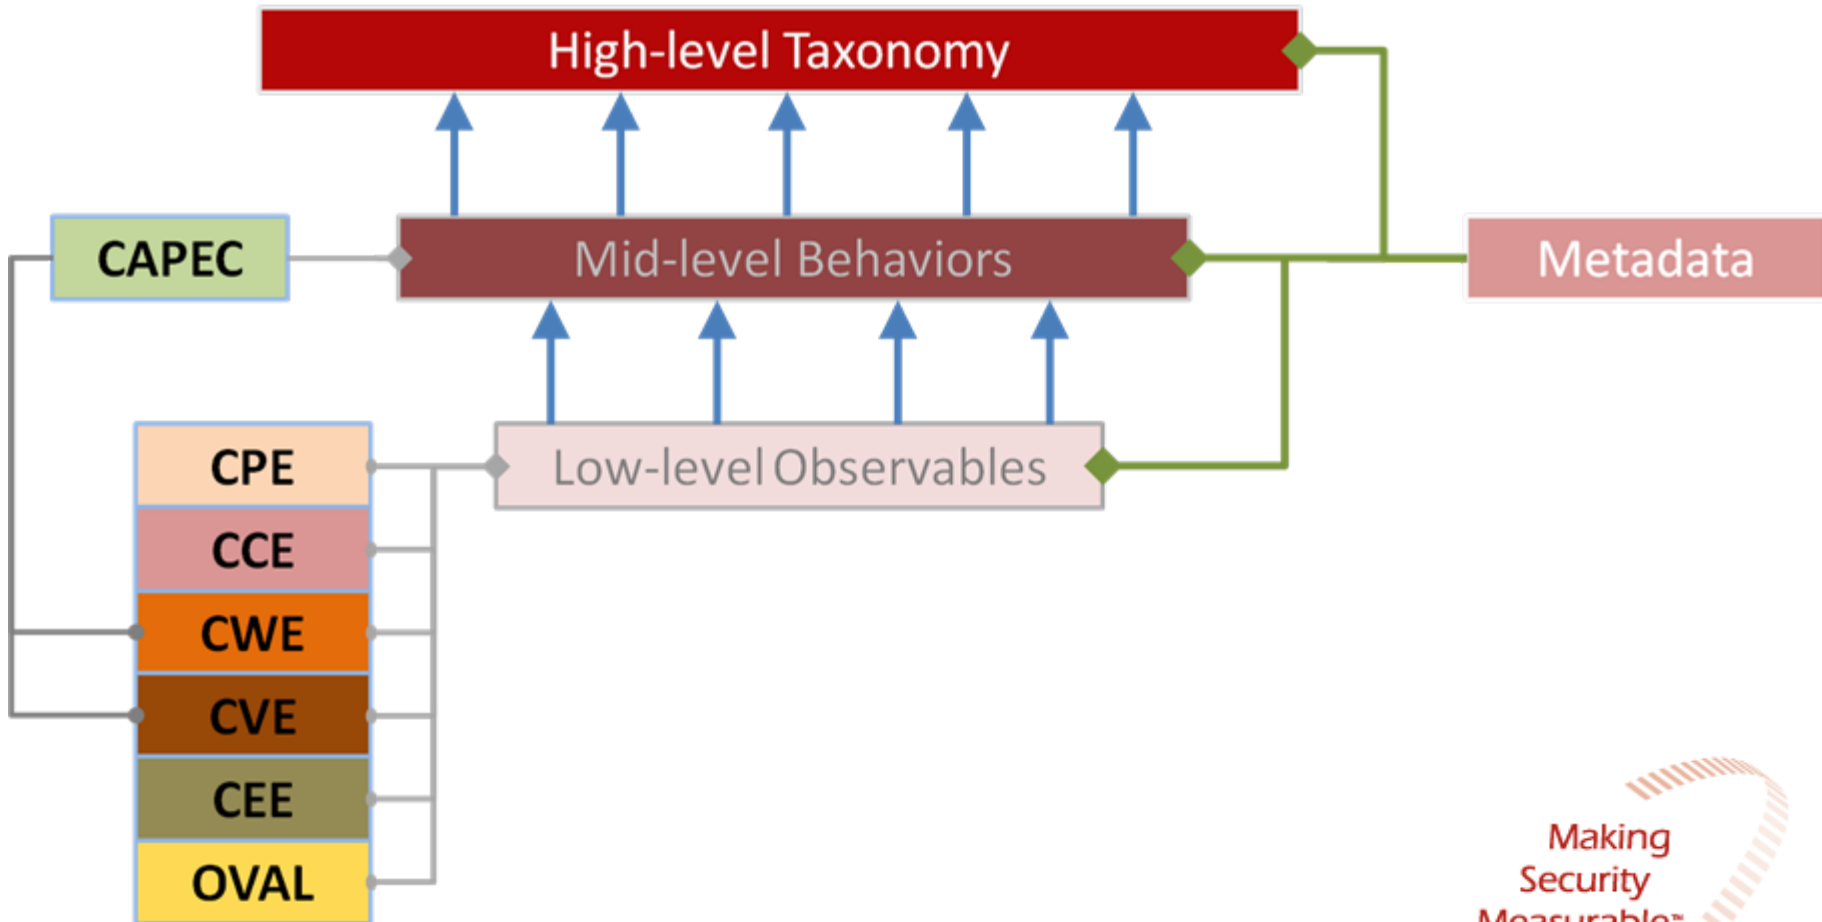 High-level Taxonomy
CAPEC
Mid-level Behaviors
Metadata
CPE
Low-level Observables
CCE
CWE
CVE
CEE
OVAL
Making
Security
Measurable™